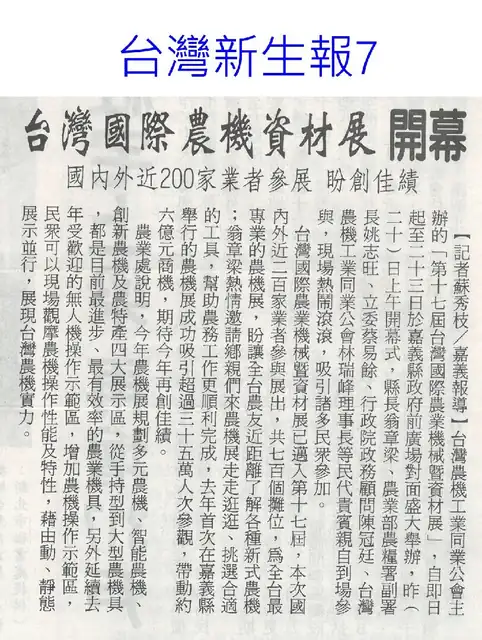 台灣新生報7
台灣國際農機資材展 開幕
國內外近200家業者參展 盼創佳績
【記者蘇秀枝／嘉義報導】台灣農機工業同業公會主
辦的「第十七屆台灣國際農業機械暨資材展」，自即日
起至二十三日於嘉義縣政府前廣場對面盛大舉辦，昨（
二十）日上午開幕式，縣長翁章梁、農業部農糧署副署
長姚志旺、立委蔡易餘、行政院政務顧問陳冠廷、台灣
農機工業同業公會林瑞峰理事長等民代貴賓親自到場參
與，現場熱鬧滾滾，吸引諸多民衆參加。
台灣國際農業機械暨資材展已邁入第十七屆，本次國
內外近二百家業者參與展出，共七百個攤位，爲全台最
專業的農機展，盼讓全台農友近距離了解各種新式農機
；翁章梁熱情邀請鄉親們來農機展走走逛逛、挑選合適
的工具，幫助農務工作更順利完成，去年首次在嘉義縣
舉行的農機展成功吸引超過三十五萬人次參觀，帶動約
六億元商機，期待今年再創佳績。
農業處說明，今年農機展規劃多元農機、智能農機、
創新農機及農特產四大展示區，從手持型到大型農機具
，都是目前最進步、最有效率的農業機具，另外延續去
年受歡迎的無人機操作示範區，增加農機操作示範區，
民衆可以現場觀摩農機操作性能及特性，藉由動、靜態
展示並行，展現台灣農機實力。